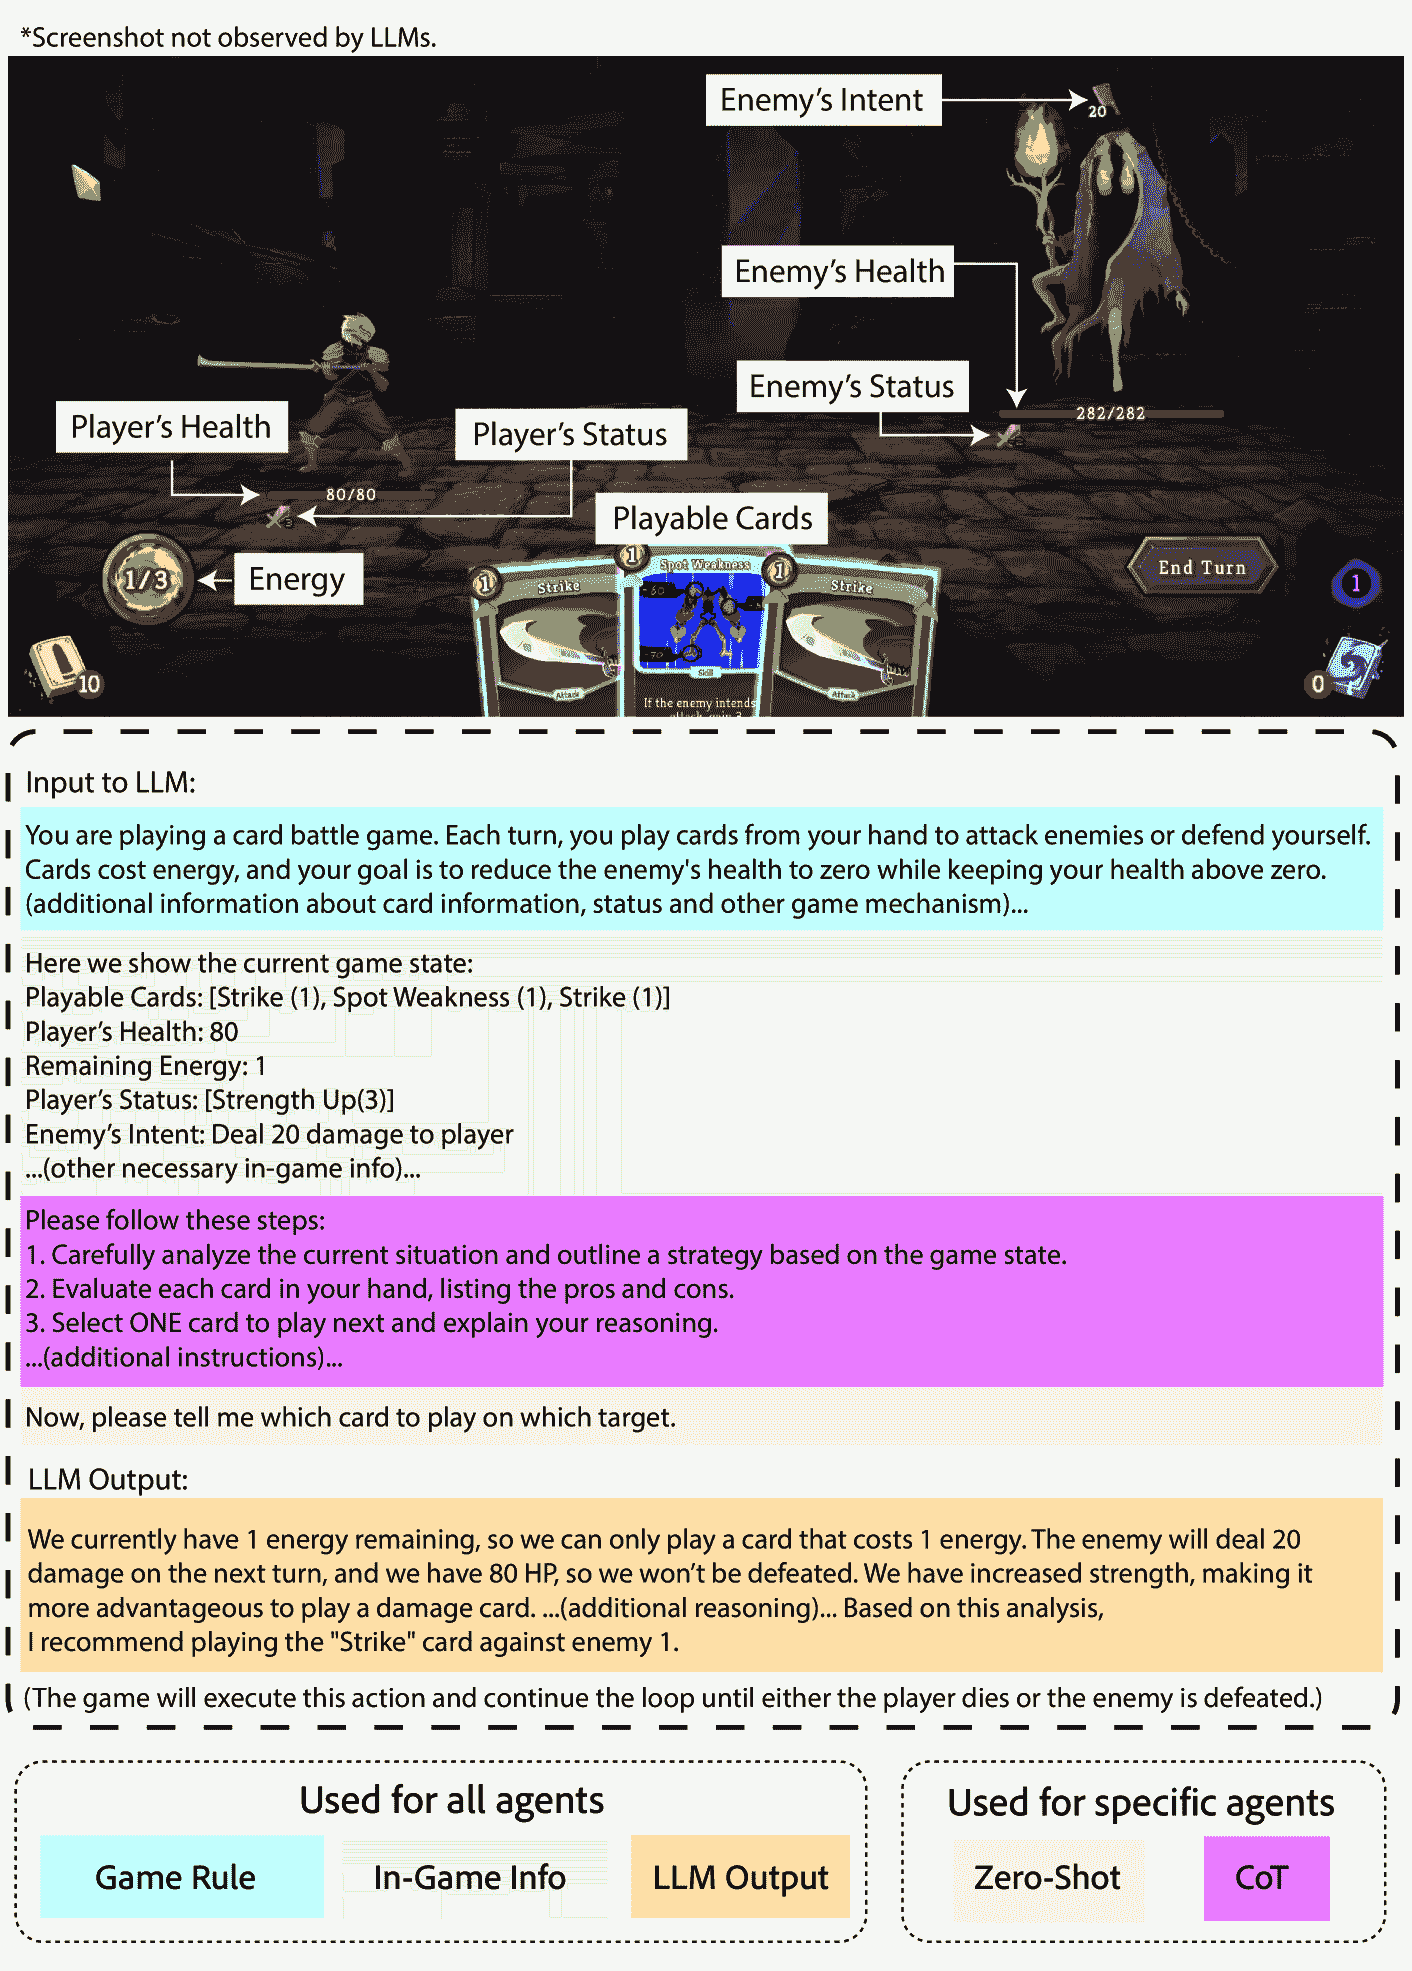 *Screenshot not observed by LLMs.
Enemy's Intent
20
Enemy's Health
Enemy's Status
282/282
Player's Health
Player's Status
80/80
3
Playable Cards
1/3
Energy
1
Strike
Attack
1
Spot Weakness
Skill
If the enemy intends
1
Strike
Attack
End Turn
1
10
0
Input to LLM:
You are playing a card battle game. Each turn, you play cards from your hand to attack enemies or defend yourself.
Cards cost energy, and your goal is to reduce the enemy's health to zero while keeping your health above zero.
(additional information about card information, status and other game mechanism)...
Here we show the current game state:
Playable Cards: [Strike (1), Spot Weakness (1), Strike (1)]
Player's Health: 80
Remaining Energy: 1
Player's Status: [Strength Up(3)]
Enemy's Intent: Deal 20 damage to player
...(other necessary in-game info)...
Please follow these steps:
1. Carefully analyze the current situation and outline a strategy based on the game state.
2. Evaluate each card in your hand, listing the pros and cons.
3. Select ONE card to play next and explain your reasoning.
...(additional instructions)...
Now, please tell me which card to play on which target.
LLM Output:
We currently have 1 energy remaining, so we can only play a card that costs 1 energy. The enemy will deal 20
damage on the next turn, and we have 80 HP, so we won't be defeated. We have increased strength, making it
more advantageous to play a damage card. ...(additional reasoning)... Based on this analysis,
I recommend playing the "Strike" card against enemy 1.
(The game will execute this action and continue the loop until either the player dies or the enemy is defeated.)
Used for all agents
Game Rule
In-Game Info
LLM Output
Used for specific agents
Zero-Shot
CoT